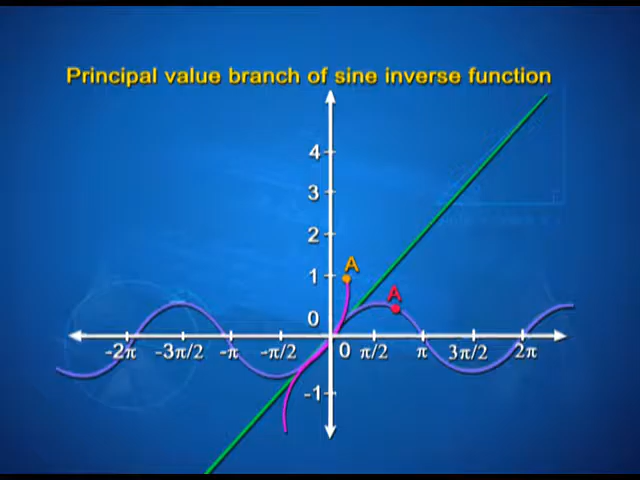 Principal value branch of sine inverse function
4
3
2
A
1
A
0
-2π -3π/2 -π -π/2 0 π/2 π 3π/2 2π
-1